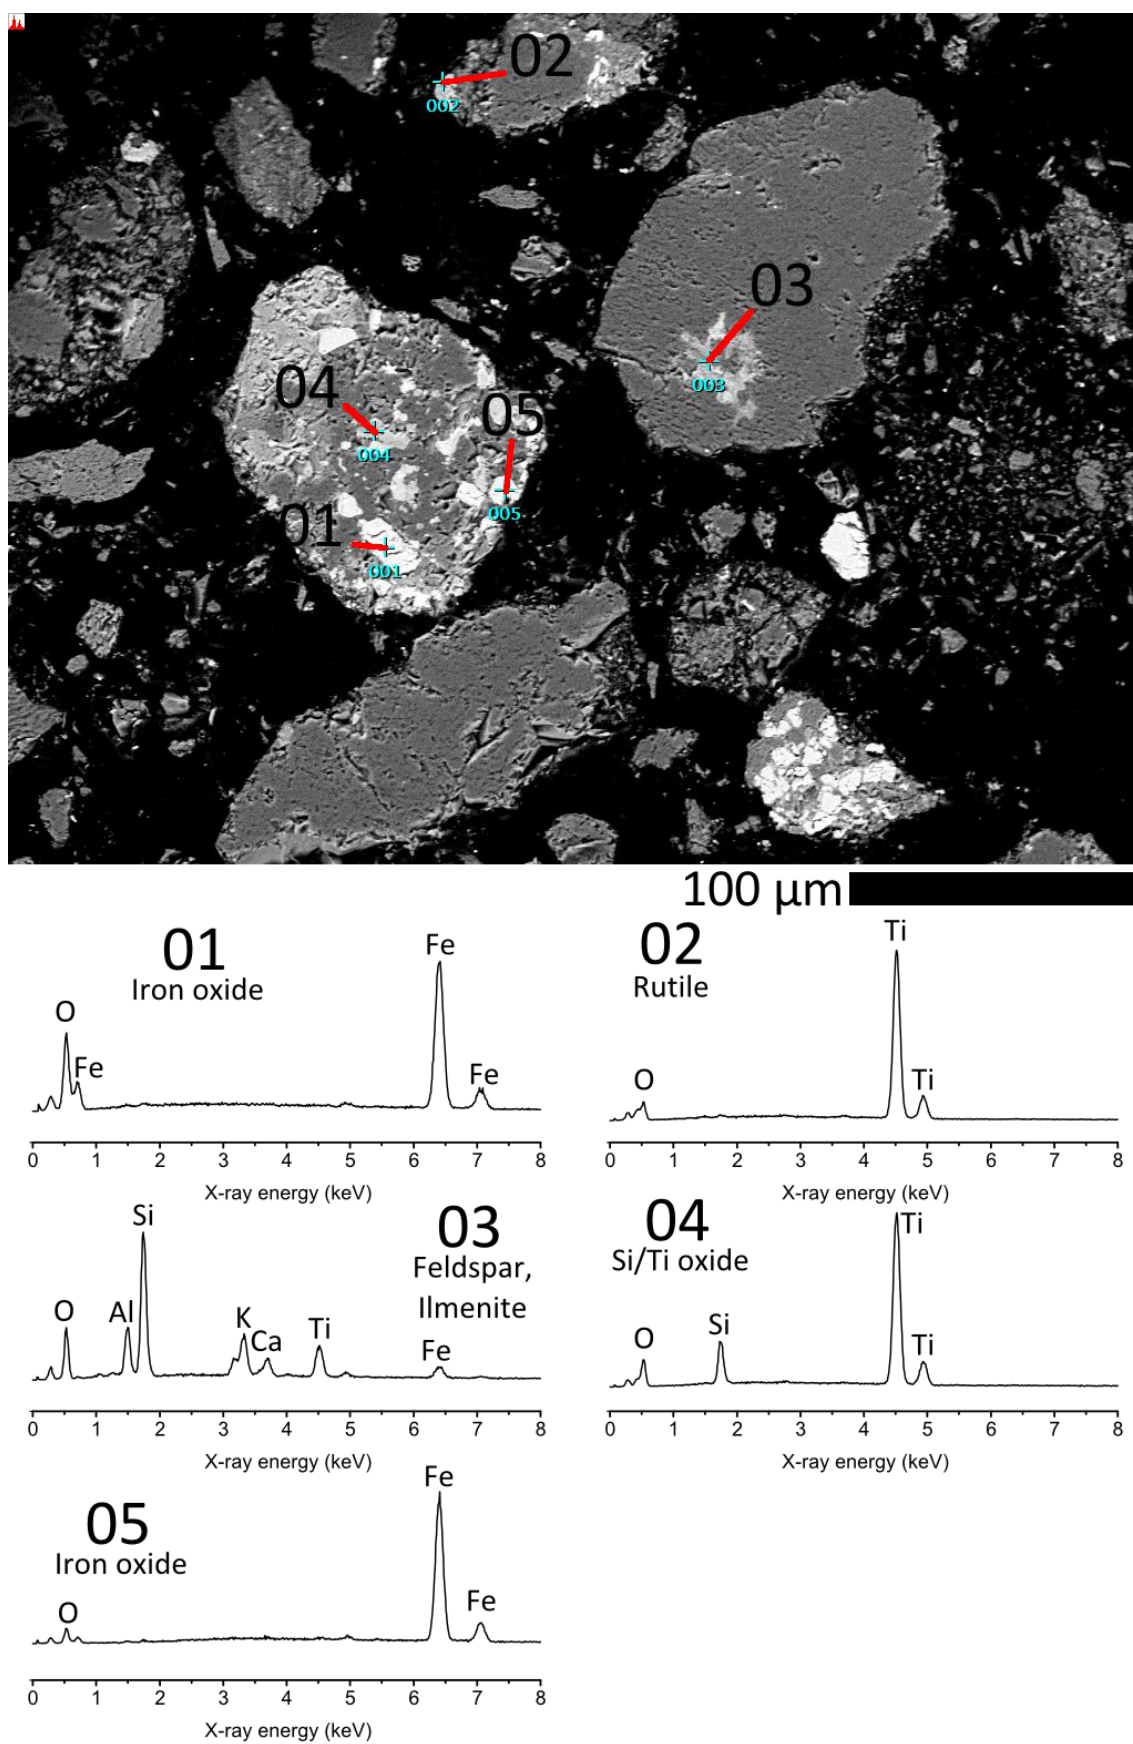 02
002
03
003
04
004
05
005
01
001
100 µm
01
Iron oxide
O
Fe
Fe
Fe
0 1 2 3 4 5 6 7 8
X-ray energy (keV)
02
Rutile
O
Ti
Ti
0 1 2 3 4 5 6 7 8
X-ray energy (keV)
03
Feldspar,
Ilmenite
O
Al
Si
K
Ca
Ti
Fe
0 1 2 3 4 5 6 7 8
X-ray energy (keV)
04
Si/Ti oxide
O
Si
Ti
Ti
0 1 2 3 4 5 6 7 8
X-ray energy (keV)
05
Iron oxide
O
Fe
Fe
0 1 2 3 4 5 6 7 8
X-ray energy (keV)